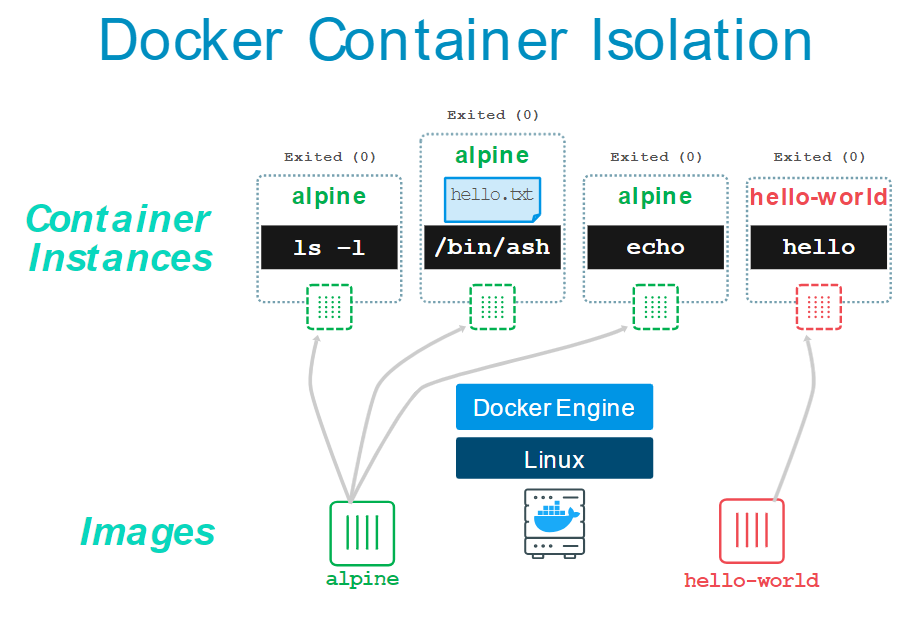 Docker Container Isolation
Exited (0)
Exited (0)
Exited (0)
Exited (0)
alpine
alpine
alpine
hello-world
hello.txt
Container
Instances
ls -l
/bin/ash
echo
hello
Docker Engine
Linux
Images
alpine
hello-world